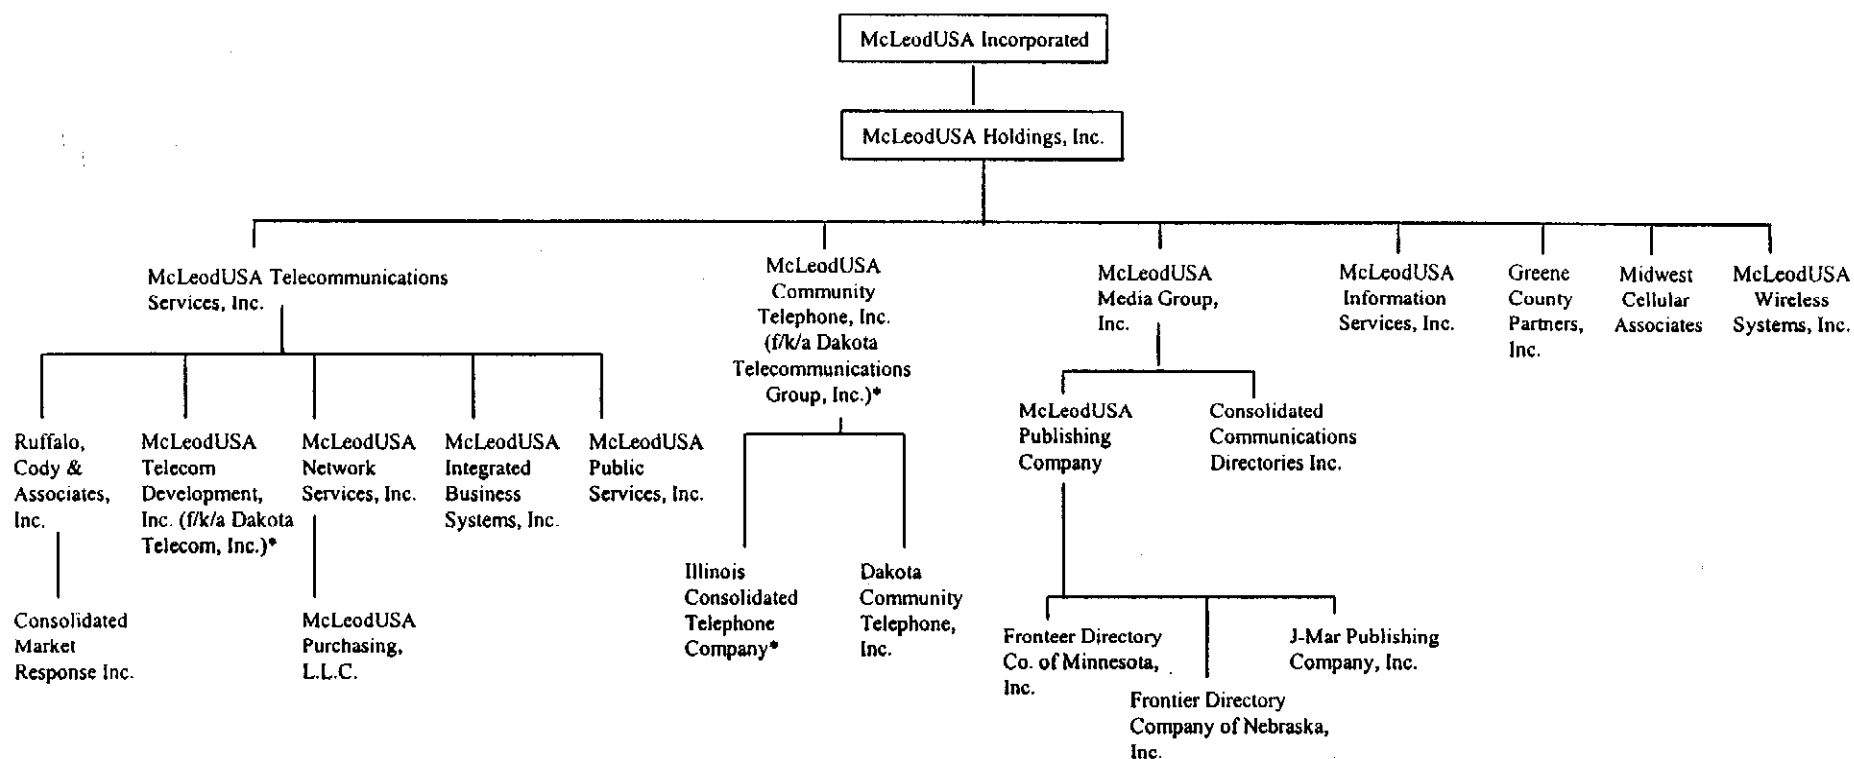 McLeodUSA Incorporated
McLeodUSA Holdings, Inc.
McLeodUSA Telecommunications
Services, Inc.
McLeodUSA
Community
Telephone, Inc.
(f/k/a Dakota
Telecommunications
Group, Inc.)*
McLeodUSA
Media Group,
Inc.
McLeodUSA
Information
Services, Inc.
Greene
County
Partners,
Inc.
Midwest
Cellular
Associates
McLeodUSA
Wireless
Systems, Inc.
Ruffalo,
Cody &
Associates,
Inc.
McLeodUSA
Telecom
Development,
Inc. (f/k/a Dakota
Telecom, Inc.)*
McLeodUSA
Network
Services, Inc.
McLeodUSA
Integrated
Business
Systems, Inc.
McLeodUSA
Public
Services, Inc.
McLeodUSA
Publishing
Company
Consolidated
Communications
Directories Inc.
Consolidated
Market
Response Inc.
McLeodUSA
Purchasing,
L.L.C.
Illinois
Consolidated
Telephone
Company*
Dakota
Community
Telephone,
Inc.
Fronteer Directory
Co. of Minnesota,
Inc.
Frontier Directory
Company of Nebraska,
Inc.
J-Mar Publishing
Company, Inc.